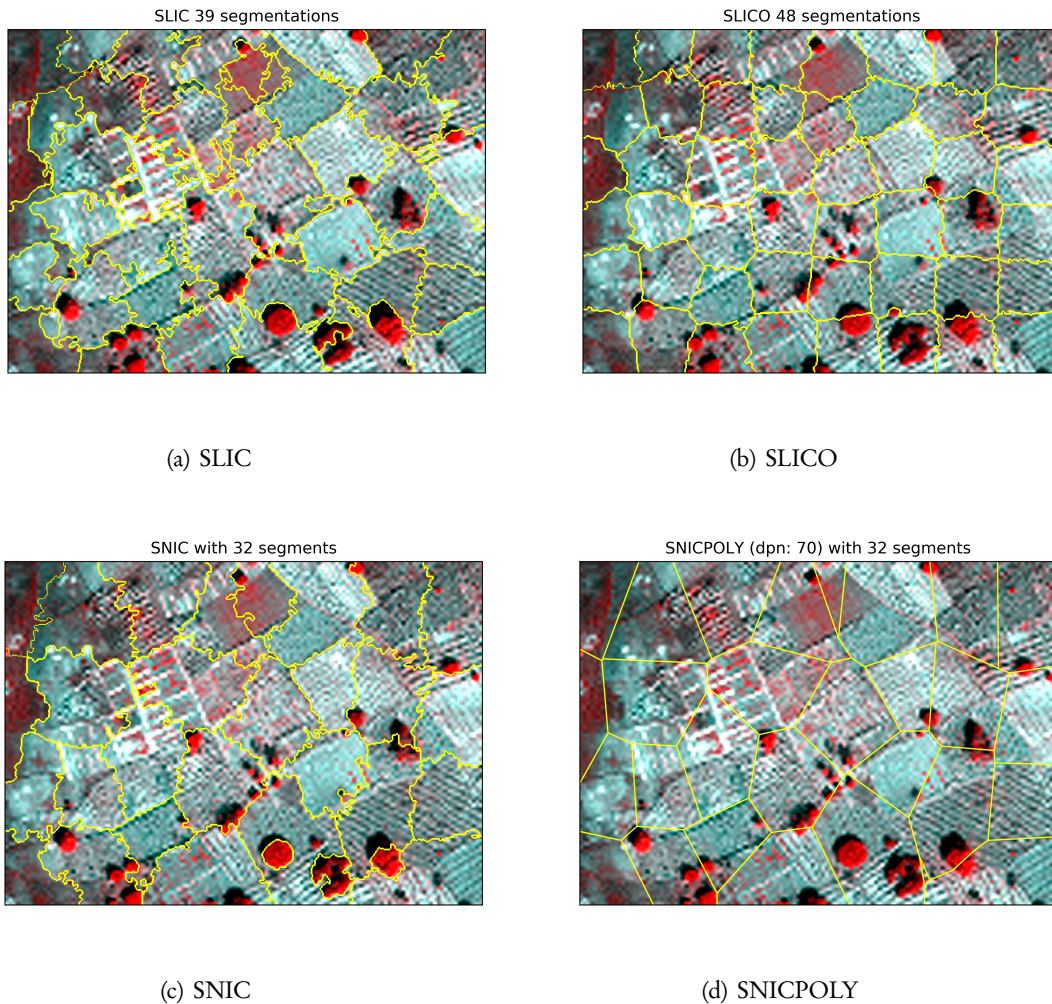 SLIC 39 segmentations
SLICO 48 segmentations
(a) SLIC
(b) SLICO
SNIC with 32 segments
SNICPOLY (dpn: 70) with 32 segments
(c) SNIC
(d) SNICPOLY